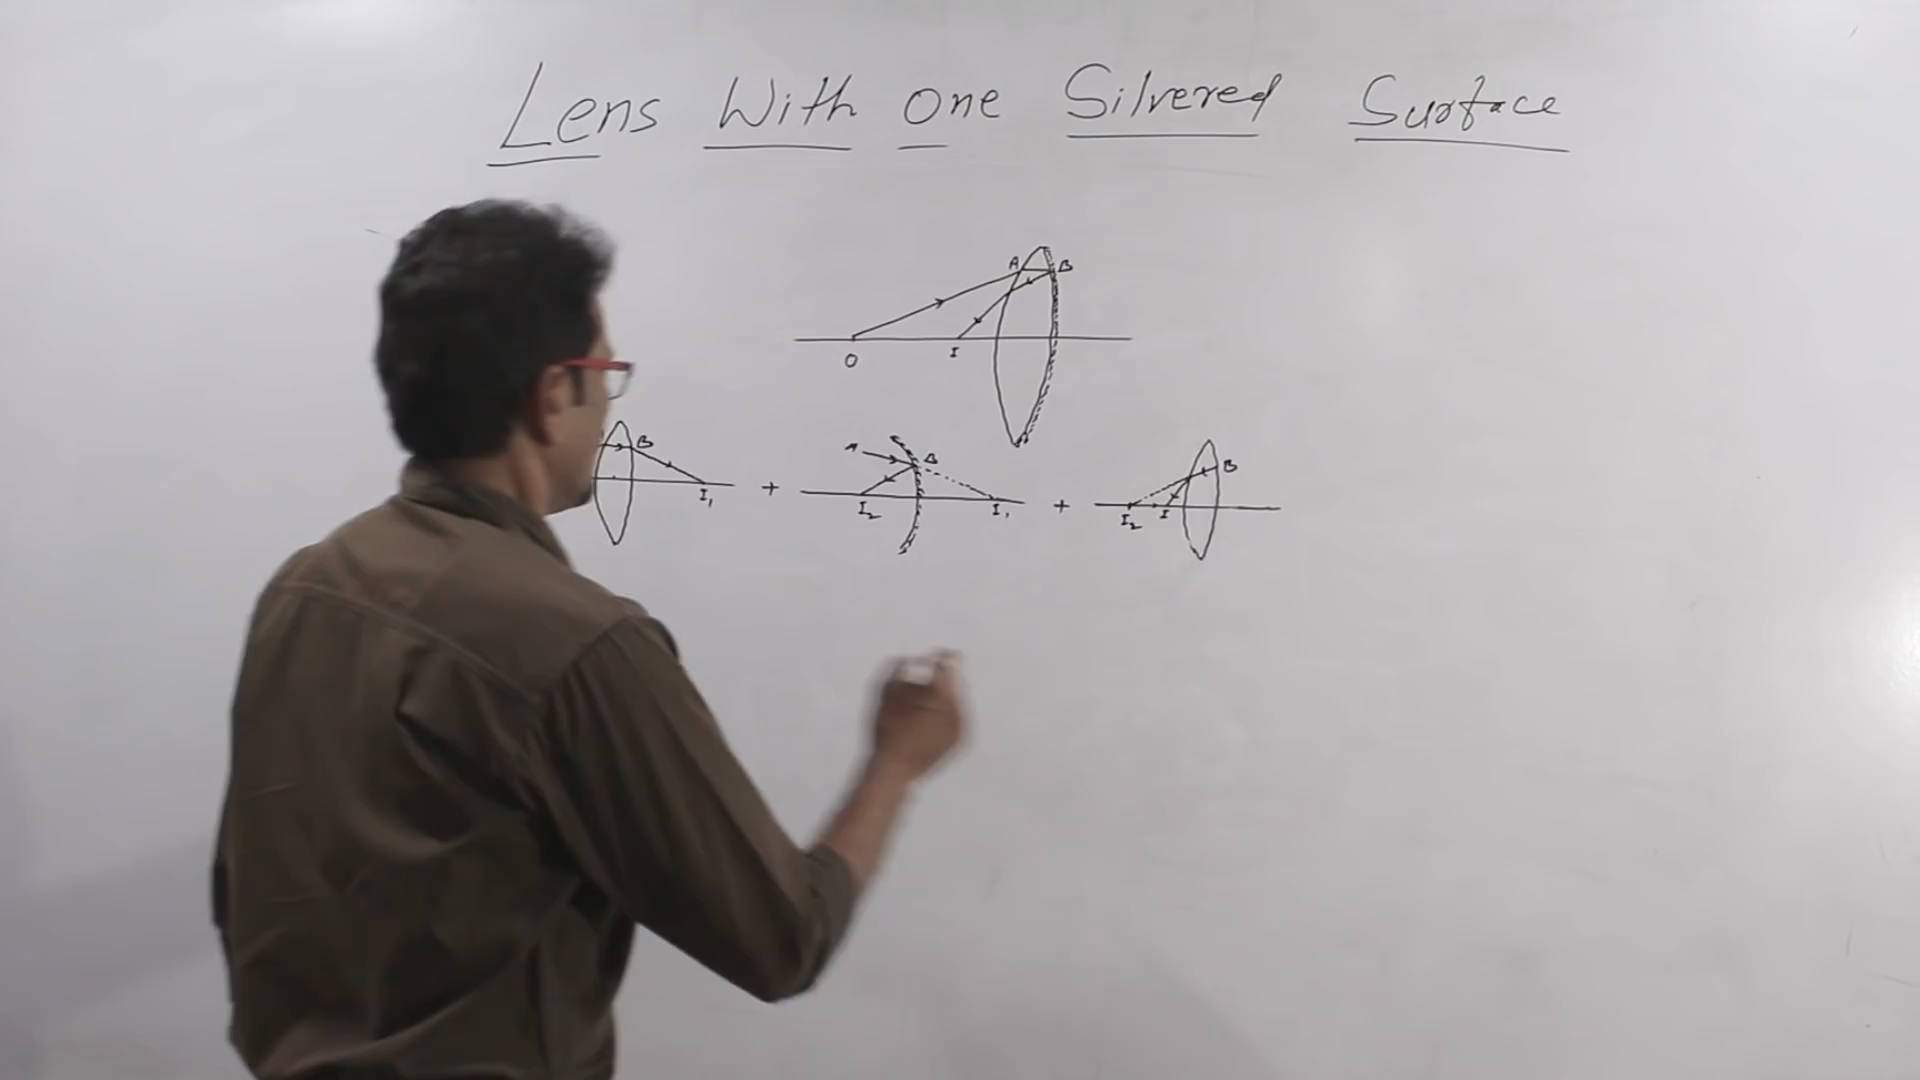 Lens With One Silvered Surface
A B
O I
B I₁ + A B I₂ I₁ + B I₂ I